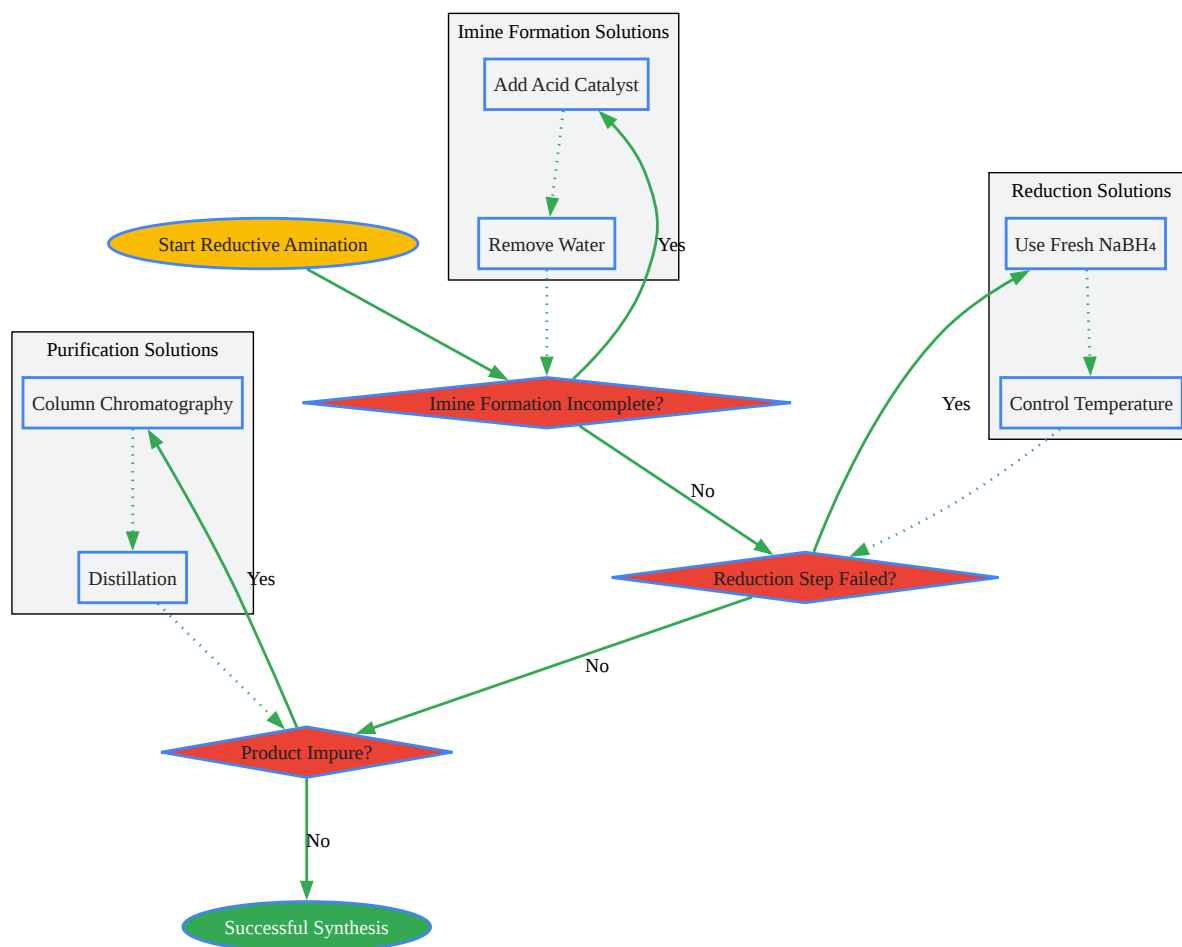 Imine Formation Solutions
Add Acid Catalyst
Reduction Solutions
Start Reductive Amination
Remove Water
Yes
Use Fresh NaBH₄
Purification Solutions
Column Chromatography
Imine Formation Incomplete?
Yes
Control Temperature
No
Distillation
Yes
Reduction Step Failed?
No
Product Impure?
No
Successful Synthesis